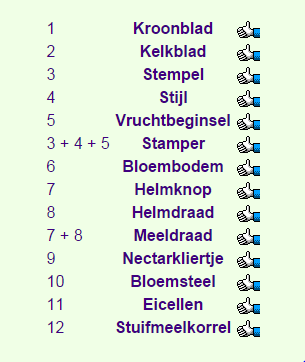 1 Kroonblad
2 Kelkblad
3 Stempel
4 Stijl
5 Vruchtbeginsel
3 + 4 + 5 Stamper
6 Bloembodem
7 Helmknop
8 Helmdraad
7 + 8 Meeldraad
9 Nectarkliertje
10 Bloemsteel
11 Eicellen
12 Stuifmeelkorrel